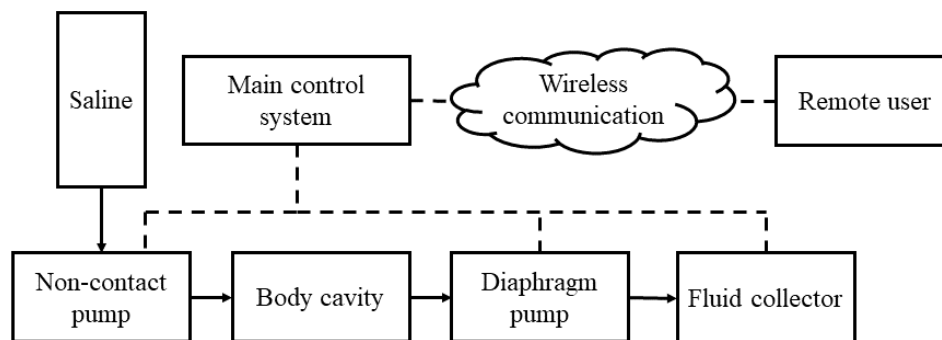 Saline
Main control
system
Wireless
communication
Remote user
Non-contact
pump
Body cavity
Diaphragm
pump
Fluid collector